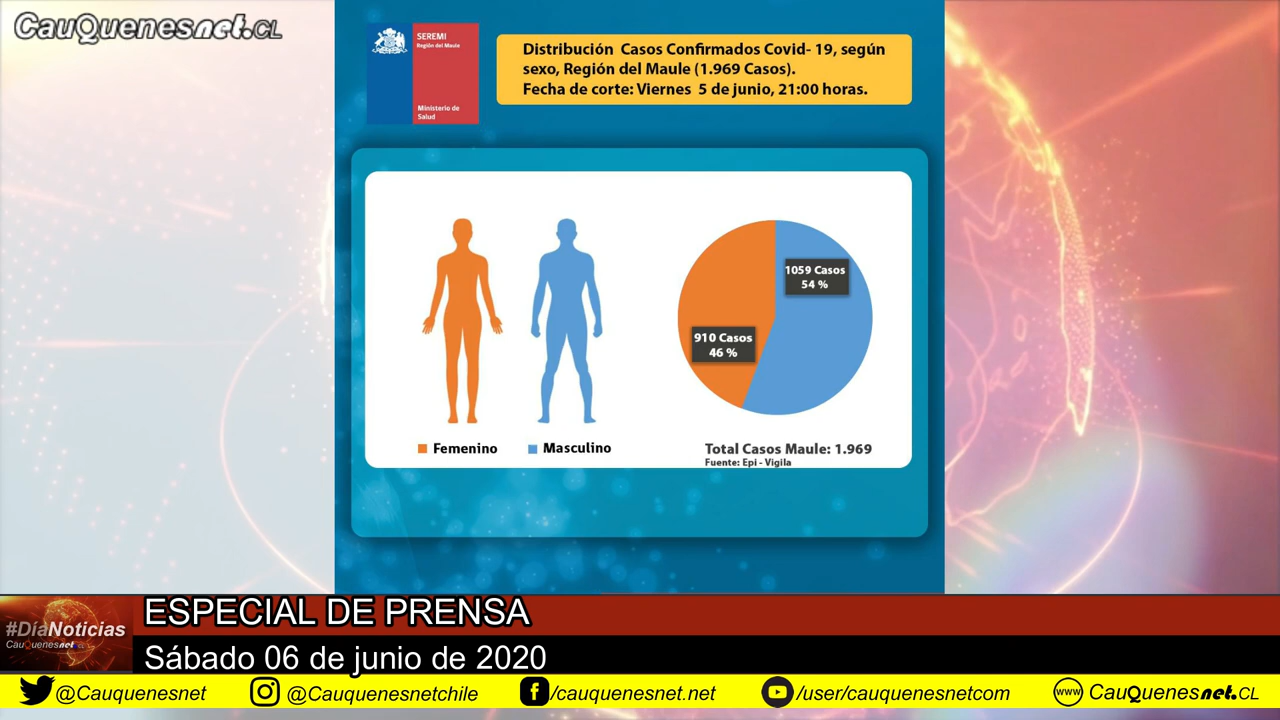 CauQuenesnet.CL
SEREMI
Región del Maule
Ministerio de
Salud
Distribución Casos Confirmados Covid- 19, según
sexo, Región del Maule (1.969 Casos).
Fecha de corte: Viernes 5 de junio, 21:00 horas.
1059 Casos
54 %
910 Casos
46 %
Femenino
Masculino
Total Casos Maule: 1.969
Fuente: Epi - Vigila
#DíaNoticias
CauQuenesnet
ESPECIAL DE PRENSA
Sábado 06 de junio de 2020
@Cauquenesnet
@Cauquenesnetchile
/cauquenes.net
/user/cauquenesnetcom
www
CauQuenesnet.CL